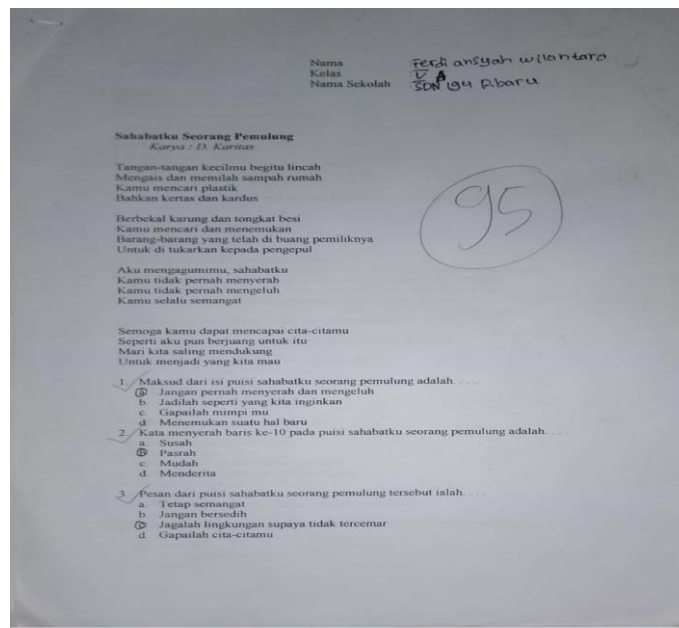 Nama Ferdiansyah wilantara
Kelas V A
Nama Sekolah SDN 194 P.baru
Sahabatku Seorang Pemulung
Karya : D. Karitas
Tangan-tangan kecilmu begitu lincah
Mengais dan memilah sampah rumah
Kamu mencari plastik
Bahkan kertas dan kardus
Berbekal karung dan tongkat besi
Kamu mencari dan menemukan
Barang-barang yang telah di buang pemiliknya
Untuk di tukarkan kepada pengepul
95
Aku mengagumimu, sahabatku
Kamu tidak pernah menyerah
Kamu tidak pernah mengeluh
Kamu selalu semangat
Semoga kamu dapat mencapai cita-citamu
Seperti aku pun berjuang untuk itu
Mari kita saling mendukung
Untuk menjadi yang kita mau
1. Maksud dari isi puisi sahabatku seorang pemulung adalah. . . .
a. Jangan pernah menyerah dan mengeluh
b. Jadilah seperti yang kita inginkan
c. Gapailah mimpi mu
d. Menemukan suatu hal baru
2. Kata menyerah baris ke-10 pada puisi sahabatku seorang pemulung adalah. . . .
a. Susah
b. Pasrah
c. Mudah
d. Menderita
3. Pesan dari puisi sahabatku seorang pemulung tersebut ialah. . . .
a. Tetap semangat
b. Jangan bersedih
c. Jagalah lingkungan supaya tidak tercemar
d. Gapailah cita-citamu